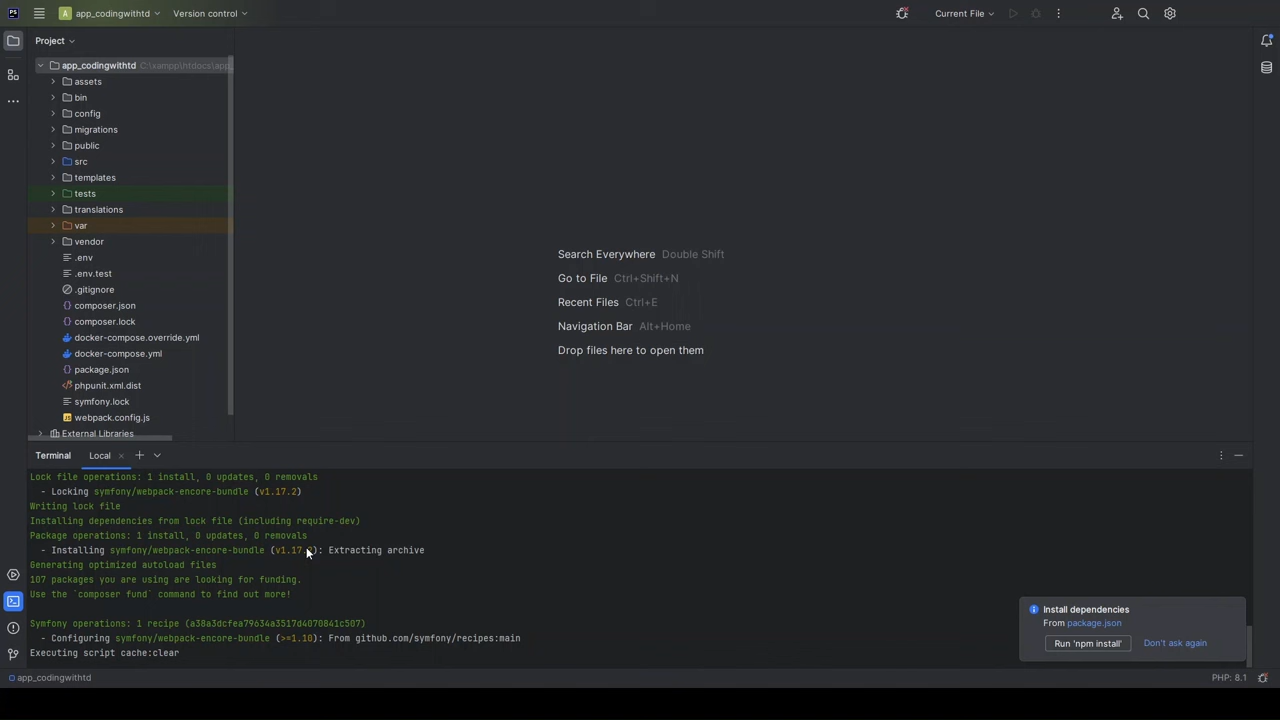 PS
A app_codingwithtd
Version control
Current File
Project
app_codingwithtd C:\xampp\htdocs\app_
assets
bin
config
migrations
public
src
templates
tests
translations
var
vendor
.env
.env.test
.gitignore
composer.json
composer.lock
docker-compose.override.yml
docker-compose.yml
package.json
phpunit.xml.dist
symfony.lock
webpack.config.js
External Libraries
Search Everywhere Double Shift
Go to File Ctrl+Shift+N
Recent Files Ctrl+E
Navigation Bar Alt+Home
Drop files here to open them
Terminal Local
Lock file operations: 1 install, 0 updates, 0 removals
- Locking symfony/webpack-encore-bundle (v1.17.2)
Writing lock file
Installing dependencies from lock file (including require-dev)
Package operations: 1 install, 0 updates, 0 removals
- Installing symfony/webpack-encore-bundle (v1.17.2): Extracting archive
Generating optimized autoload files
107 packages you are using are looking for funding.
Use the `composer fund` command to find out more!
Symfony operations: 1 recipe (a38a3dcfea79634a3517d4070841c507)
- Configuring symfony/webpack-encore-bundle (>=1.10): From github.com/symfony/recipes:main
Executing script cache:clear
Install dependencies
From package.json
Run 'npm install' Don't ask again
app_codingwithtd
PHP: 8.1